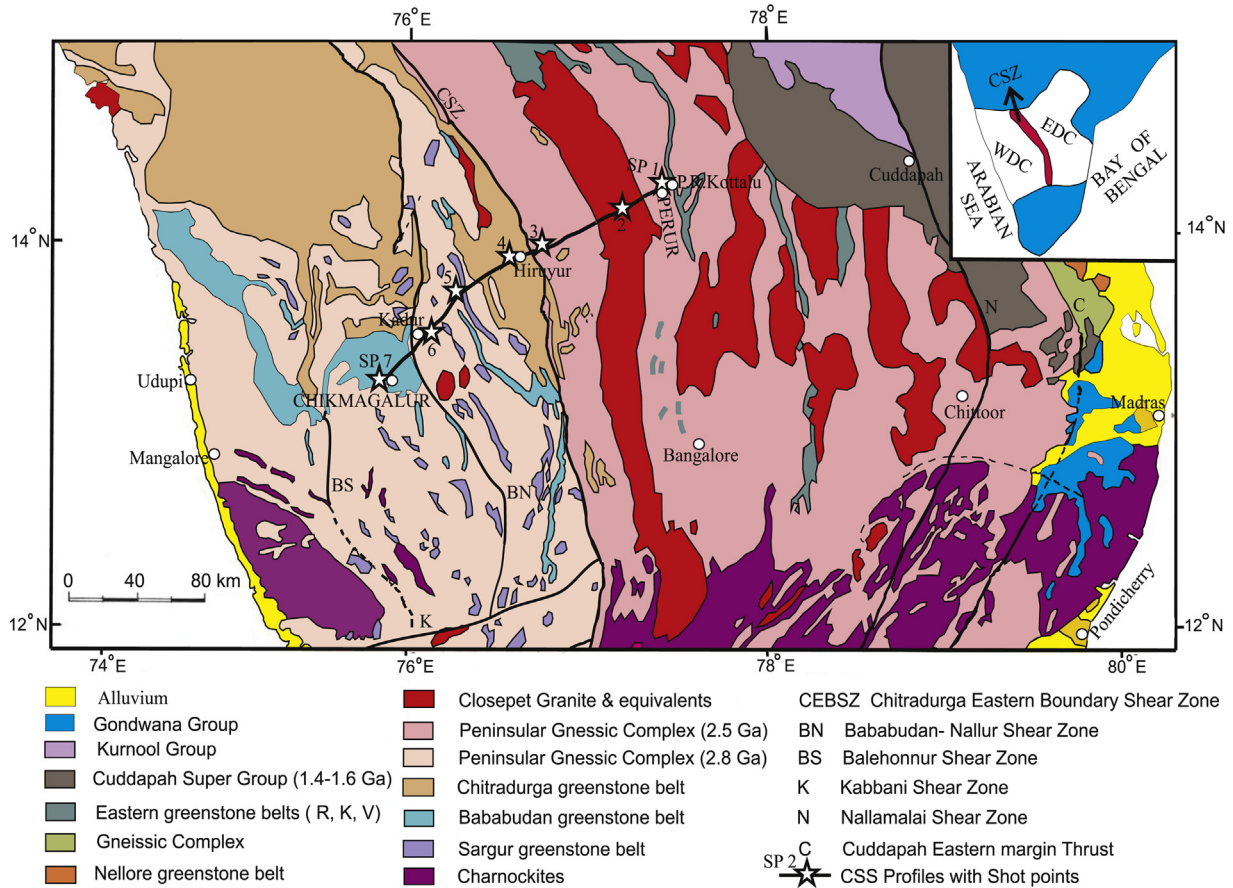 76°E
78°E
CSZ
CSZ
EDC
WDC
ARABIAN
SEA
BAY OF
BENGAL
SP 1
P.R.Kottalu
PERUR
Cuddapah
14°N
14°N
2
3
4
Hiruyur
5
Kadur
6
SP 7
CHIKMAGALUR
N
C
Udupi
Mangalore
BS
BN
Bangalore
Chittoor
Madras
0 40 80 km
K
Pondicherry
12°N
12°N
74°E
76°E
78°E
80°
Alluvium
Gondwana Group
Kurnool Group
Cuddapah Super Group (1.4-1.6 Ga)
Eastern greenstone belts ( R, K, V)
Gneissic Complex
Nellore greenstone belt
Closepet Granite & equivalents
Peninsular Gnessic Complex (2.5 Ga)
Peninsular Gnessic Complex (2.8 Ga)
Chitradurga greenstone belt
Bababudan greenstone belt
Sargur greenstone belt
Charnockites
CEBSZ Chitradurga Eastern Boundary Shear Zone
BN Bababudan- Nallur Shear Zone
BS Balehonnur Shear Zone
K Kabbani Shear Zone
N Nallamalai Shear Zone
C Cuddapah Eastern margin Thrust
SP 2 CSS Profiles with Shot points